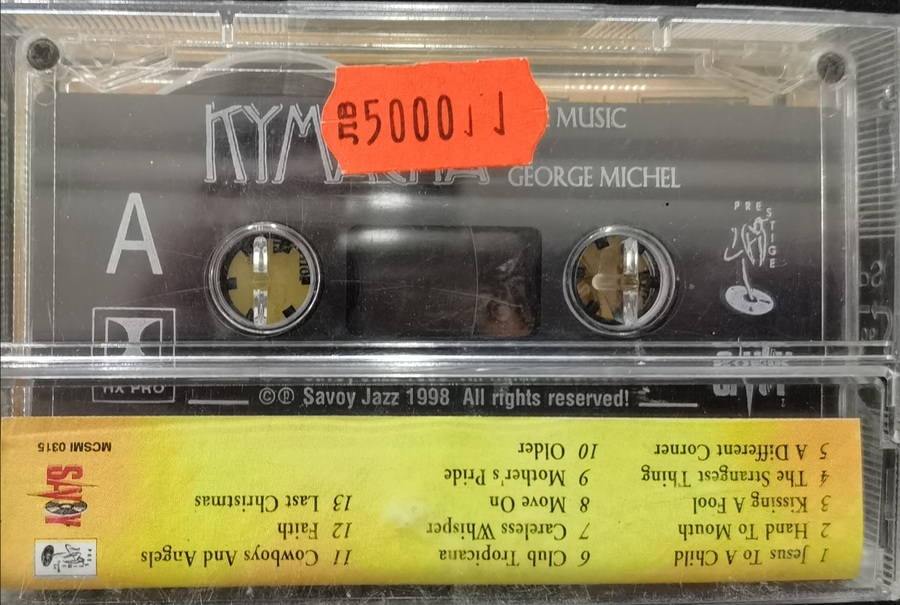 лв 5000
MUSIC
GEORGE MICHEL
A
PRESTIGE
HX PRO
©℗ Savoy Jazz 1998 All rights reserved!
1 Jesus To A Child
2 Hand To Mouth
3 Kissing A Fool
4 The Strangest Thing
5 A Different Corner
6 Club Tropicana
7 Careless Whisper
8 Move On
9 Mother's Pride
10 Older
11 Cowboys And Angels
12 Faith
13 Last Christmas
SAVOY
MCSMI 0315